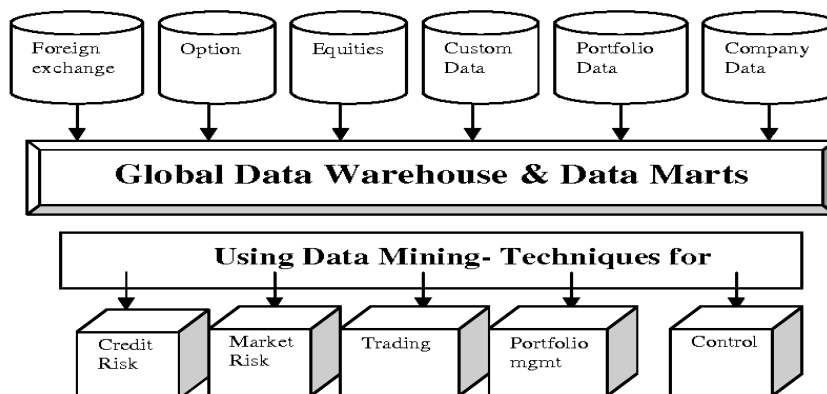 Foreign
exchange
Option
Equities
Custom
Data
Portfolio
Data
Company
Data
Global Data Warehouse & Data Marts
Using Data Mining- Techniques for
Credit
Risk
Market
Risk
Trading
Portfolio
mgmt
Control